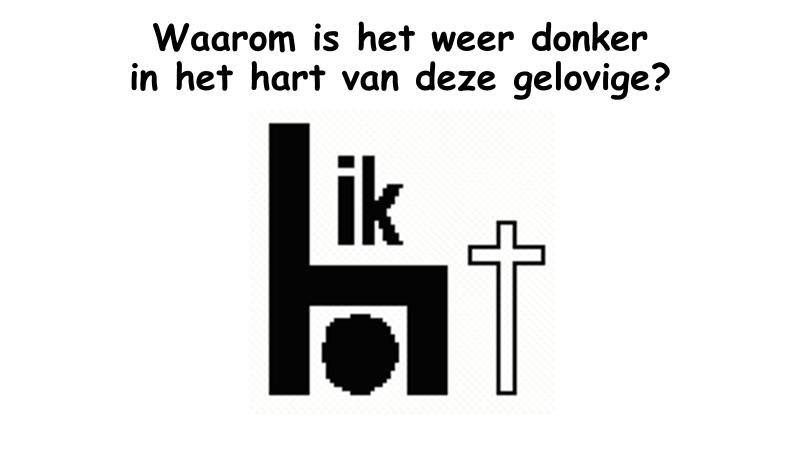 Waarom is het weer donker
in het hart van deze gelovige?
ik